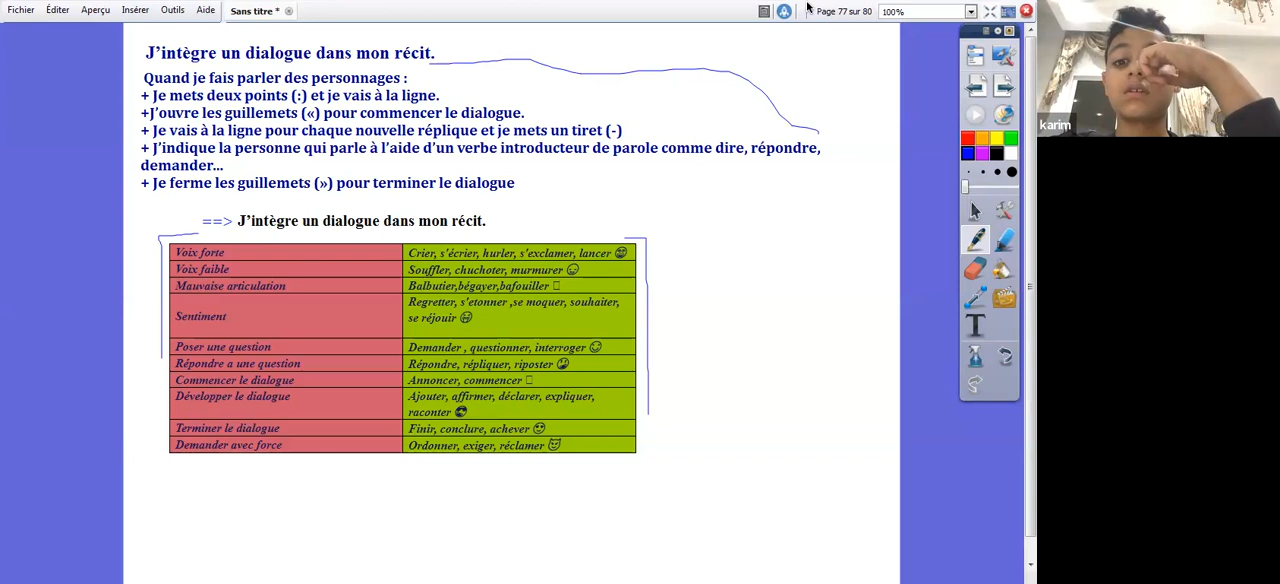 Fichier Éditer Aperçu Insérer Outils Aide Sans titre * Page 77 sur 80 100%
J’intègre un dialogue dans mon récit.
Quand je fais parler des personnages :
+ Je mets deux points (:) et je vais à la ligne.
+J’ouvre les guillemets («) pour commencer le dialogue.
+ Je vais à la ligne pour chaque nouvelle réplique et je mets un tiret (-)
+ J’indique la personne qui parle à l’aide d’un verbe introducteur de parole comme dire, répondre,
demander...
+ Je ferme les guillemets (») pour terminer le dialogue
==> J’intègre un dialogue dans mon récit.
Voix forte Crier, s'écrier, hurler, s'exclamer, lancer
Voix faible Souffler, chuchoter, murmurer
Mauvaise articulation Balbutier,bégayer,bafouiller
Sentiment Regretter, s'etonner ,se moquer, souhaiter,
se réjouir
Poser une question Demander , questionner, interroger
Répondre a une question Répondre, répliquer, riposter
Commencer le dialogue Annoncer, commencer
Développer le dialogue Ajouter, affirmer, déclarer, expliquer,
raconter
Terminer le dialogue Finir, conclure, achever
Demander avec force Ordonner, exiger, réclamer
karim